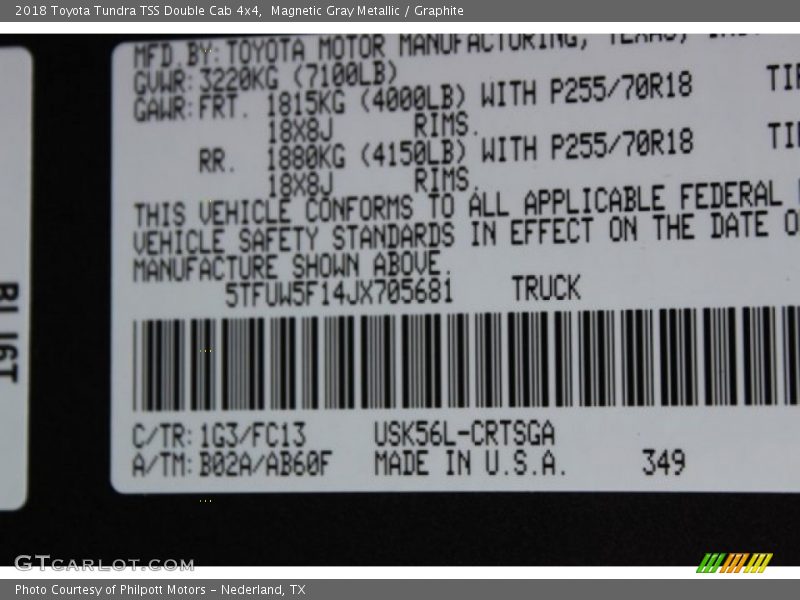 2018 Toyota Tundra TSS Double Cab 4x4, Magnetic Gray Metallic / Graphite
MFD.BY:TOYOTA MOTOR MANUFACTURING, TEXAS,
GVWR:3220KG (7100LB)
GAWR:FRT. 1815KG (4000LB) WITH P255/70R18 TI
18X8J RIMS.
RR. 1880KG (4150LB) WITH P255/70R18 TI
18X8J RIMS.
THIS VEHICLE CONFORMS TO ALL APPLICABLE FEDERAL
VEHICLE SAFETY STANDARDS IN EFFECT ON THE DATE O
MANUFACTURE SHOWN ABOVE.
5TFUW5F14JX705681 TRUCK
C/TR:1G3/FC13 USK56L-CRTSGA
A/TM:B02A/AB60F MADE IN U.S.A. 349
GTCARLOT.COM
Photo Courtesy of Philpott Motors - Nederland, TX